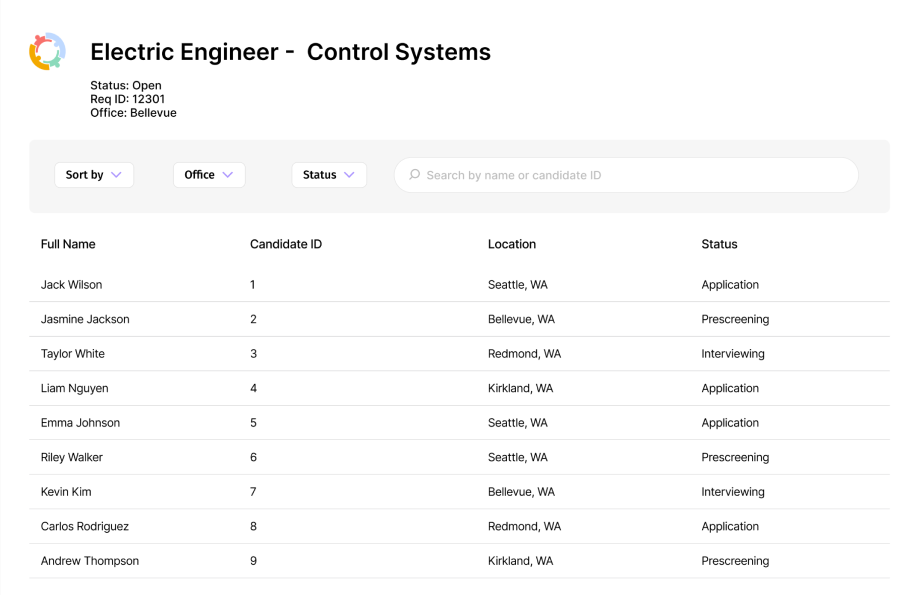 Electric Engineer - Control Systems
Status: Open
Req ID: 12301
Office: Bellevue
Sort by Office Status Search by name or candidate ID
Full Name Candidate ID Location Status
Jack Wilson 1 Seattle, WA Application
Jasmine Jackson 2 Bellevue, WA Prescreening
Taylor White 3 Redmond, WA Interviewing
Liam Nguyen 4 Kirkland, WA Application
Emma Johnson 5 Seattle, WA Application
Riley Walker 6 Seattle, WA Prescreening
Kevin Kim 7 Bellevue, WA Interviewing
Carlos Rodriguez 8 Redmond, WA Application
Andrew Thompson 9 Kirkland, WA Prescreening